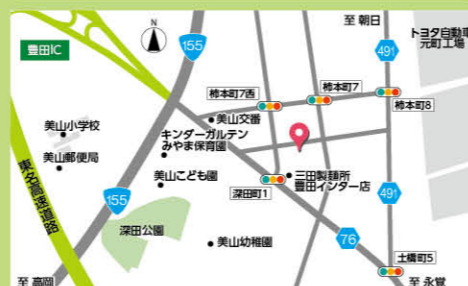 至 朝日
N
トヨタ自動車
元町工場
豊田IC
155
491
柿本町7西
柿本町7
柿本町8
美山交番
美山小学校
キンダーガルテン
みやま保育園
美山郵便局
三田製麺所
豊田インター店
美山こども園
深田町1
東名高速道路
155
491
深田公園
美山幼稚園
76
土橋町5
至 高岡
至 永覚